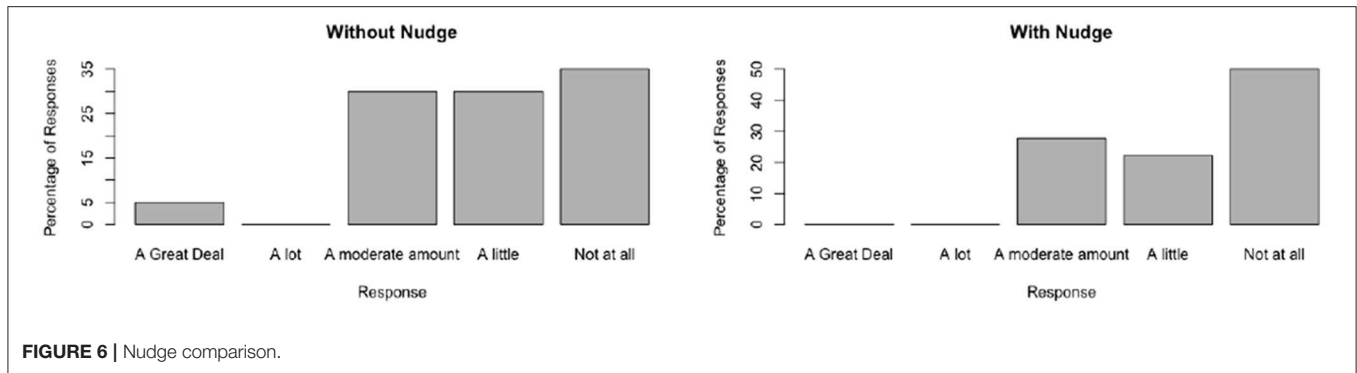 Without Nudge
Percentage of Responses
35
25
15
5
0
A Great Deal
A lot
A moderate amount
A little
Not at all
Response
With Nudge
Percentage of Responses
50
40
30
20
10
0
A Great Deal
A lot
A moderate amount
A little
Not at all
Response
FIGURE 6 | Nudge comparison.